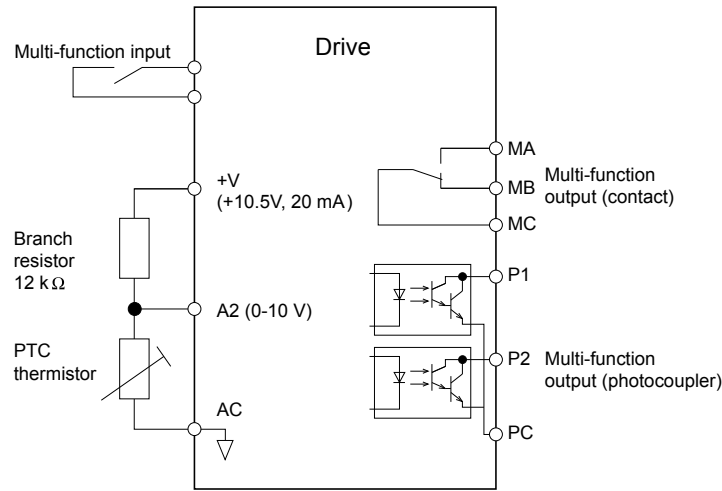 Drive
Multi-function input
MA
MB
MC
Multi-function
output (contact)
+V
(+10.5V, 20 mA)
Branch
resistor
12 kΩ
A2 (0-10 V)
PTC
thermistor
AC
P1
P2
PC
Multi-function
output (photocoupler)